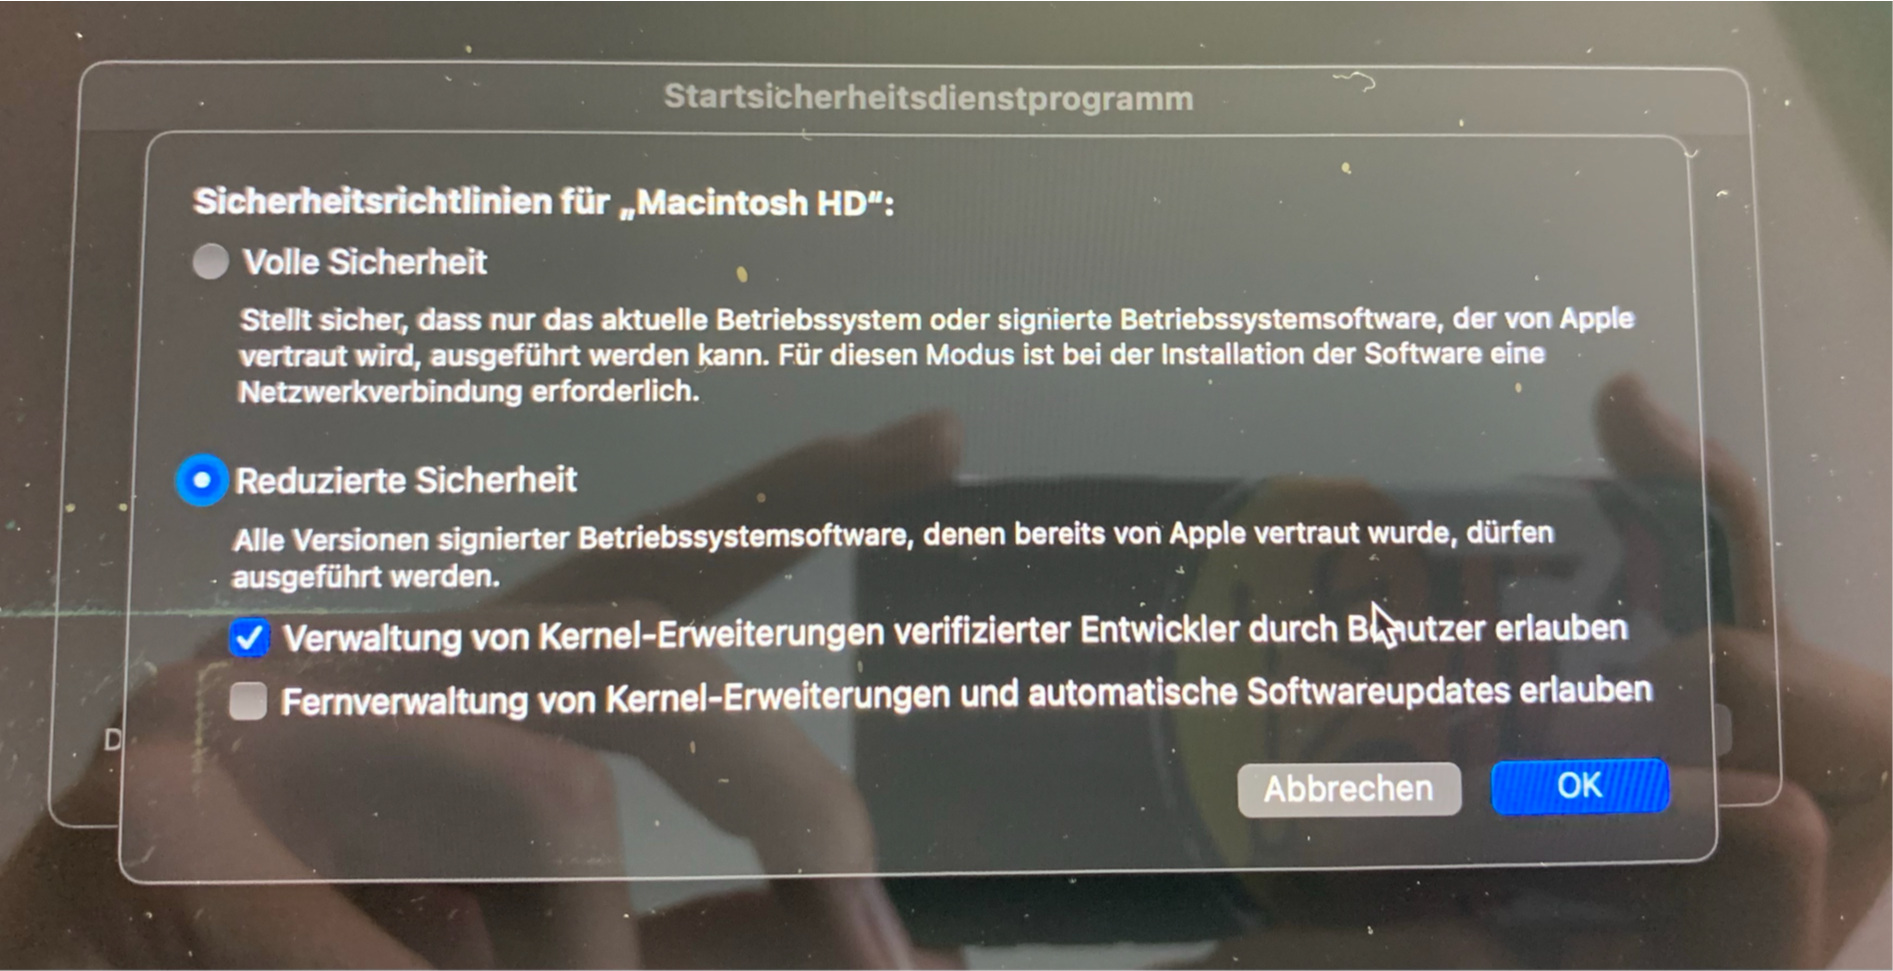 Startsicherheitsdienstprogramm
Sicherheitsrichtlinien für „Macintosh HD“:
Volle Sicherheit
Stellt sicher, dass nur das aktuelle Betriebssystem oder signierte Betriebssystemsoftware, der von Apple
vertraut wird, ausgeführt werden kann. Für diesen Modus ist bei der Installation der Software eine
Netzwerkverbindung erforderlich.
Reduzierte Sicherheit
Alle Versionen signierter Betriebssystemsoftware, denen bereits von Apple vertraut wurde, dürfen
ausgeführt werden.
Verwaltung von Kernel-Erweiterungen verifizierter Entwickler durch Benutzer erlauben
Fernverwaltung von Kernel-Erweiterungen und automatische Softwareupdates erlauben
D
Abbrechen
OK